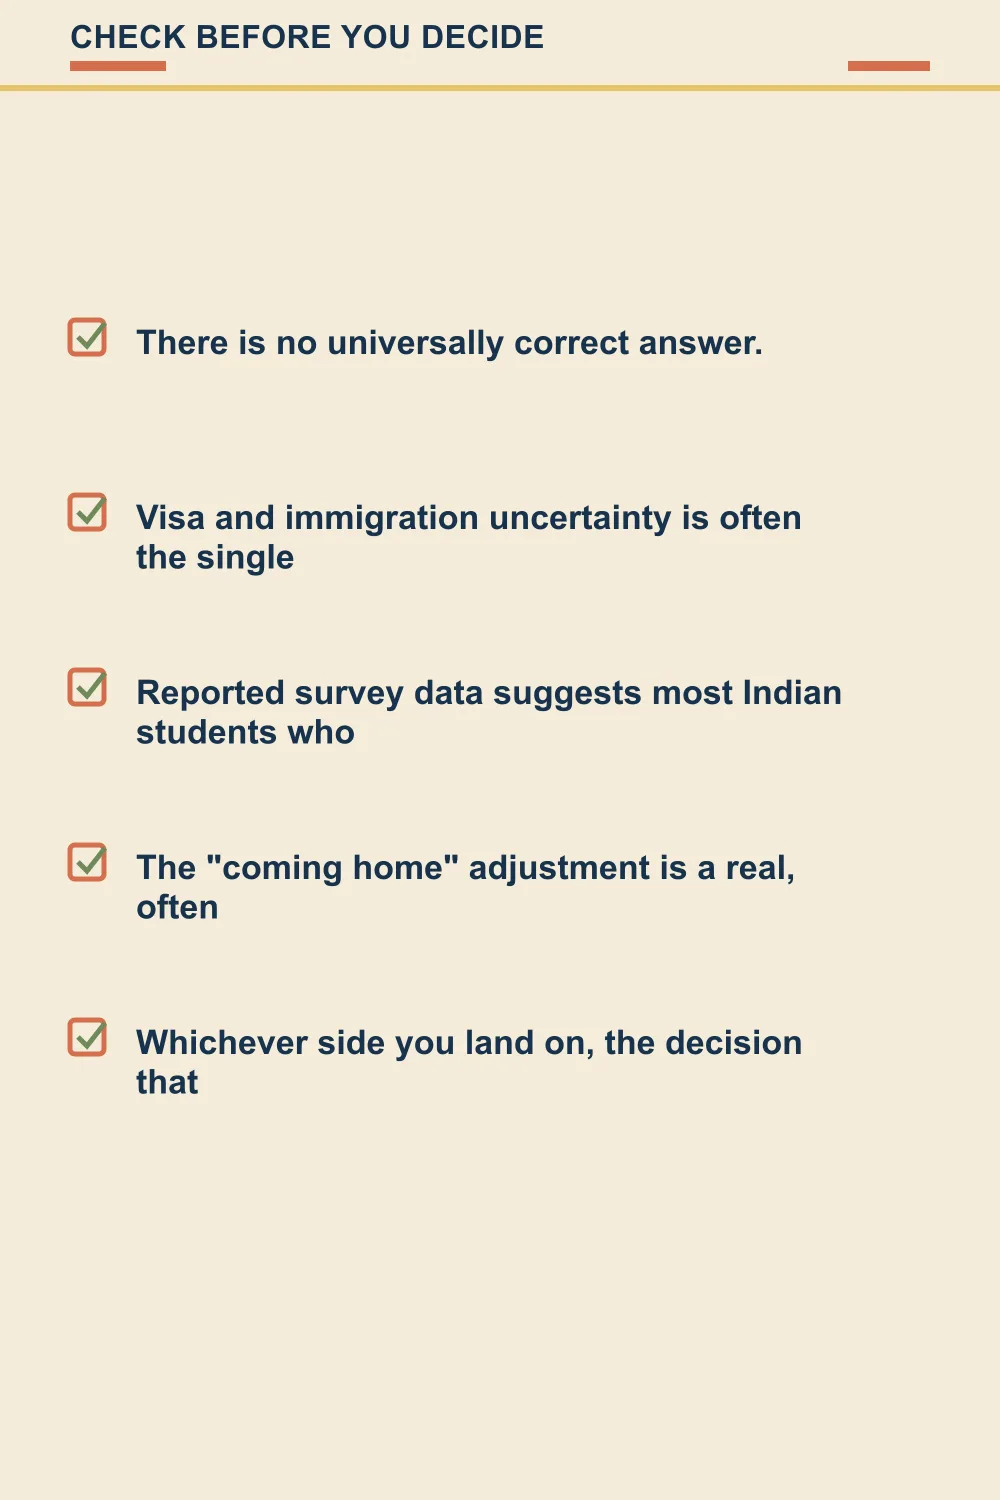 CHECK BEFORE YOU DECIDE
There is no universally correct answer.
Visa and immigration uncertainty is often
the single
Reported survey data suggests most Indian
students who
The "coming home" adjustment is a real,
often
Whichever side you land on, the decision
that